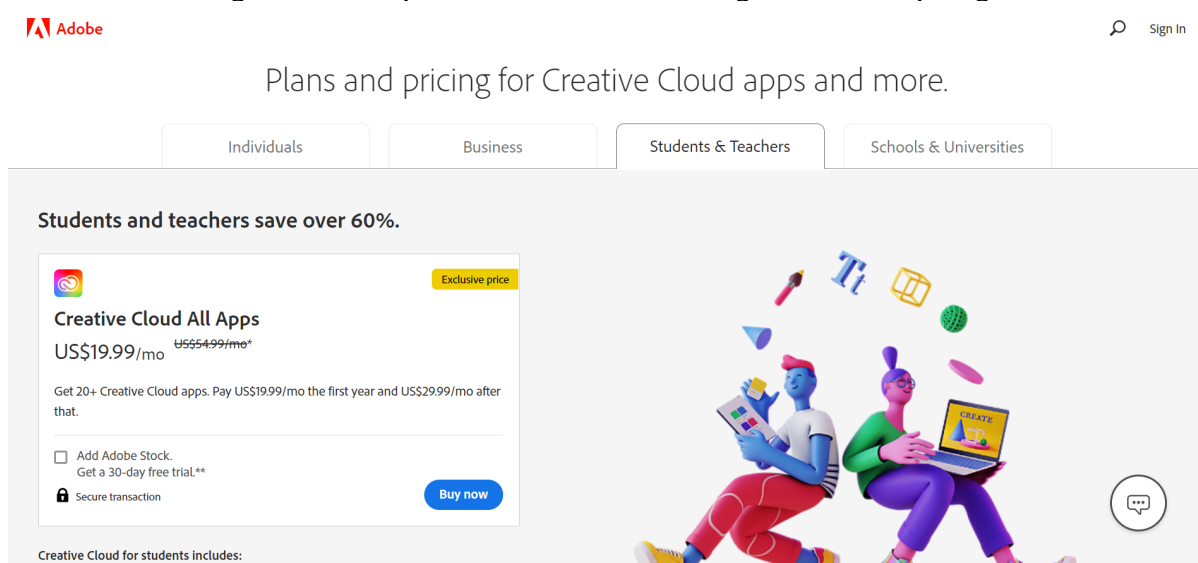 Adobe
Sign In
Plans and pricing for Creative Cloud apps and more.
Individuals
Business
Students & Teachers
Schools & Universities
Students and teachers save over 60%.
Exclusive price
Creative Cloud All Apps
US$19.99/mo US$54.99/mo*
Get 20+ Creative Cloud apps. Pay US$19.99/mo the first year and US$29.99/mo after
that.
Add Adobe Stock.
Get a 30-day free trial.**
Secure transaction
Buy now
Creative Cloud for students includes:
Tt
CREATE